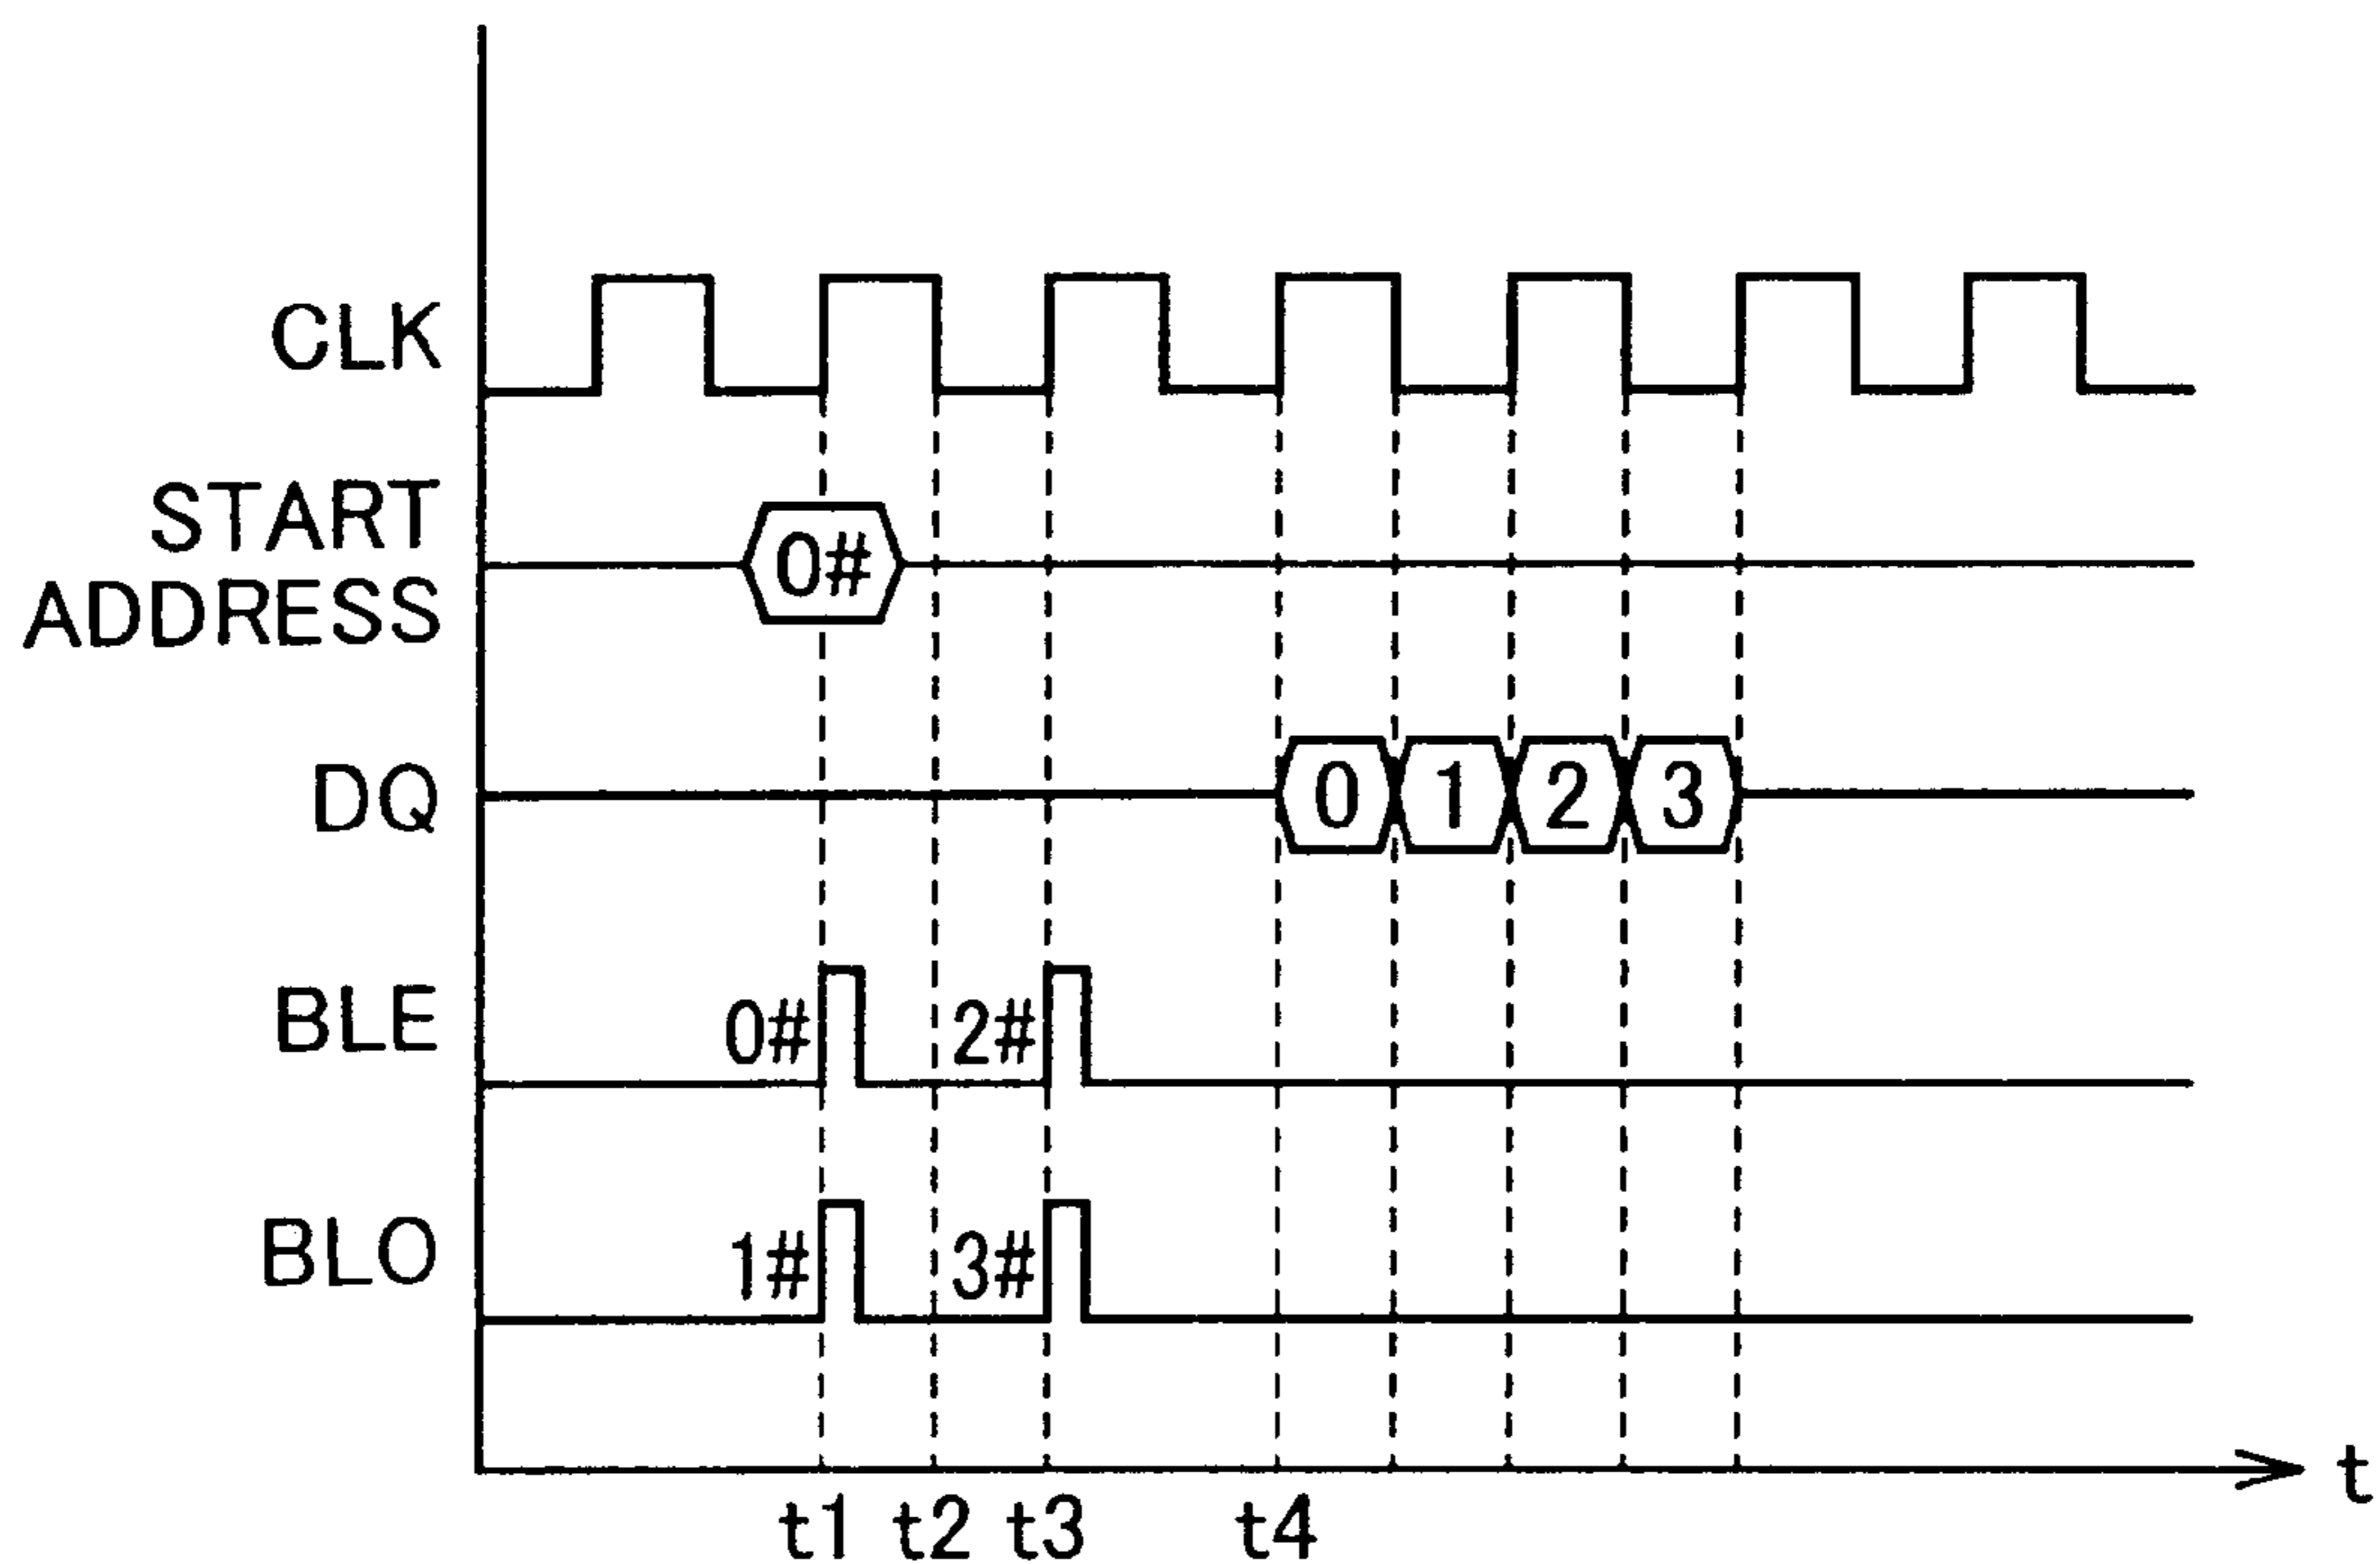 CLK
START
ADDRESS
0#
DQ
0 1 2 3
BLE
0# 2#
BLO
1# 3#
t
t1 t2 t3 t4